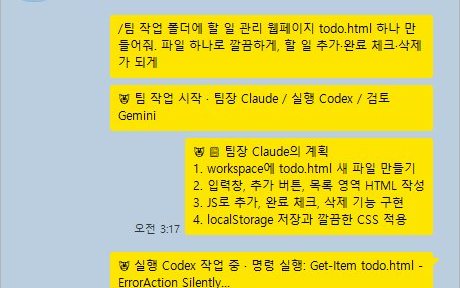 /팀 작업 폴더에 할 일 관리 웹페이지 todo.html 하나 만
들어줘. 파일 하나로 깔끔하게, 할 일 추가·완료 체크·삭제
가 되게
팀 작업 시작 · 팀장 Claude / 실행 Codex / 검토
Gemini
팀장 Claude의 계획
1. workspace에 todo.html 새 파일 만들기
2. 입력창, 추가 버튼, 목록 영역 HTML 작성
3. JS로 추가, 완료 체크, 삭제 기능 구현
4. localStorage 저장과 깔끔한 CSS 적용
오전 3:17
실행 Codex 작업 중 · 명령 실행: Get-Item todo.html -
ErrorAction Silently...